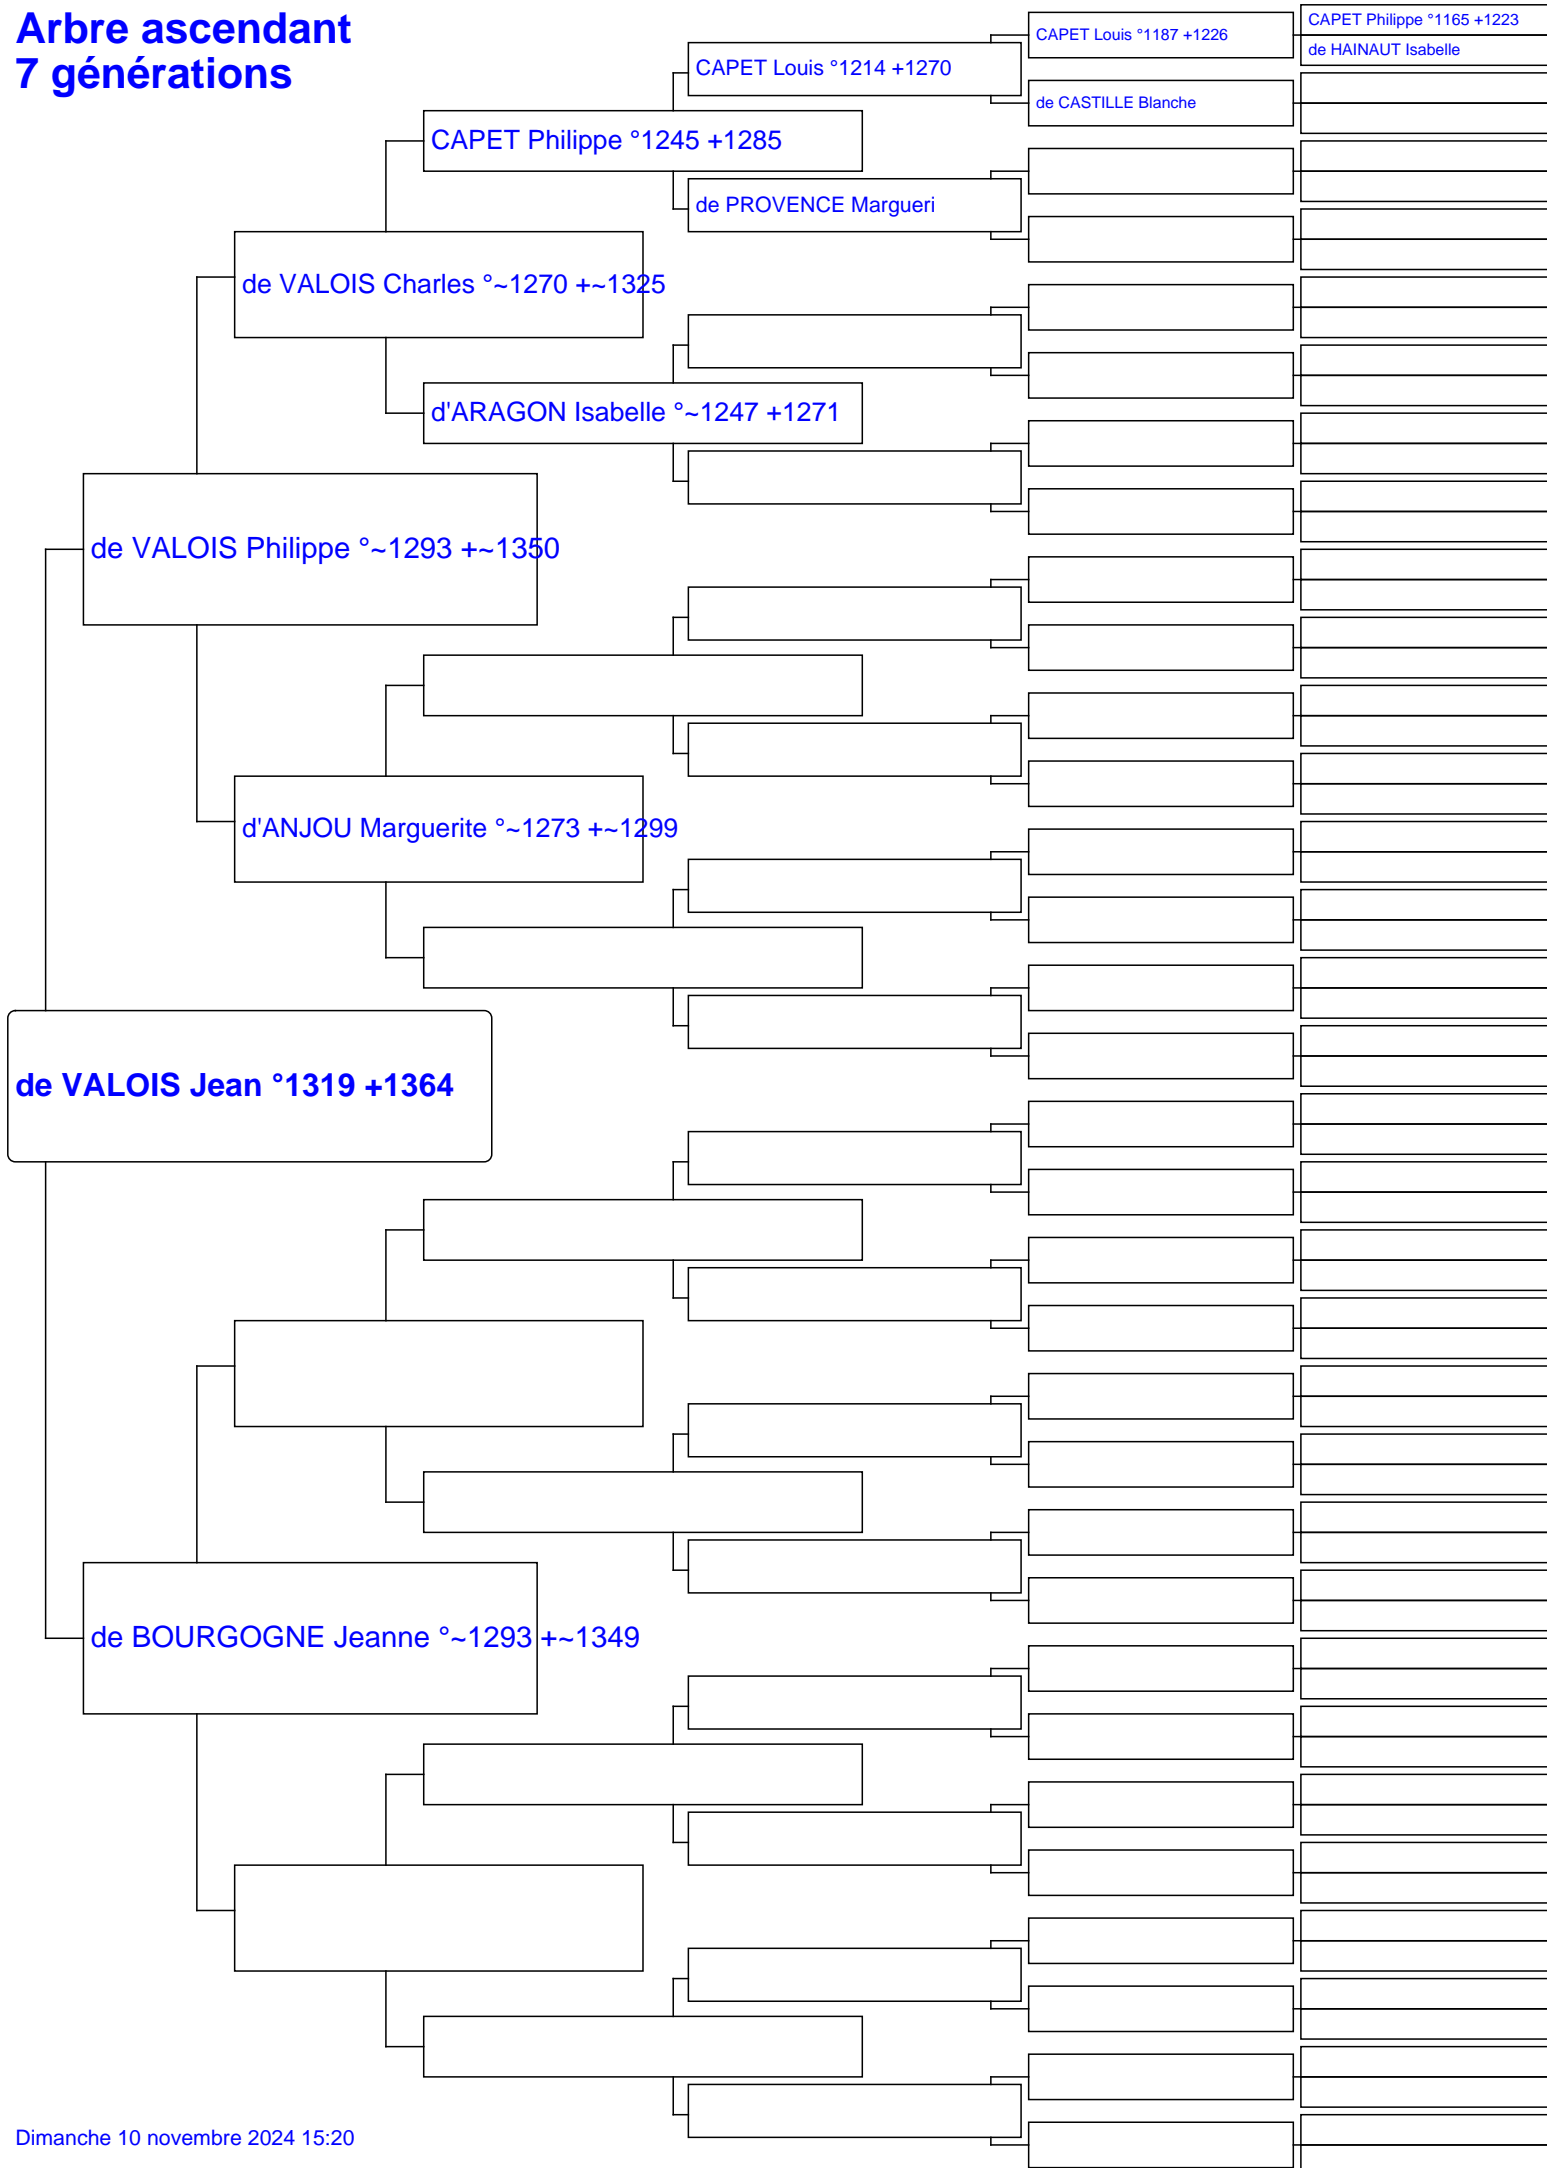 Arbre ascendant
7 générations
CAPET Philippe °1165 +1223
de HAINAUT Isabelle
CAPET Louis °1187 +1226
de CASTILLE Blanche
CAPET Louis °1214 +1270
CAPET Philippe °1245 +1285
de PROVENCE Margueri
de VALOIS Charles °~1270 +~1325
d'ARAGON Isabelle °~1247 +1271
de VALOIS Philippe °~1293 +~1350
d'ANJOU Marguerite °~1273 +~1299
de VALOIS Jean °1319 +1364
de BOURGOGNE Jeanne °~1293 +~1349
Dimanche 10 novembre 2024 15:20